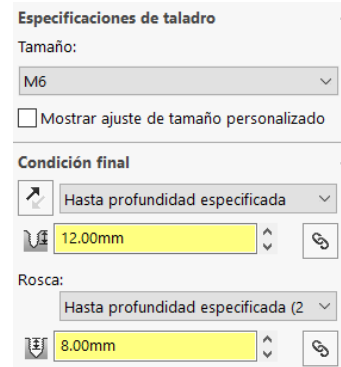 Especificaciones de taladro
Tamaño:
M6
Mostrar ajuste de tamaño personalizado
Condición final
Hasta profundidad especificada
12.00mm
Rosca:
Hasta profundidad especificada (2
8.00mm